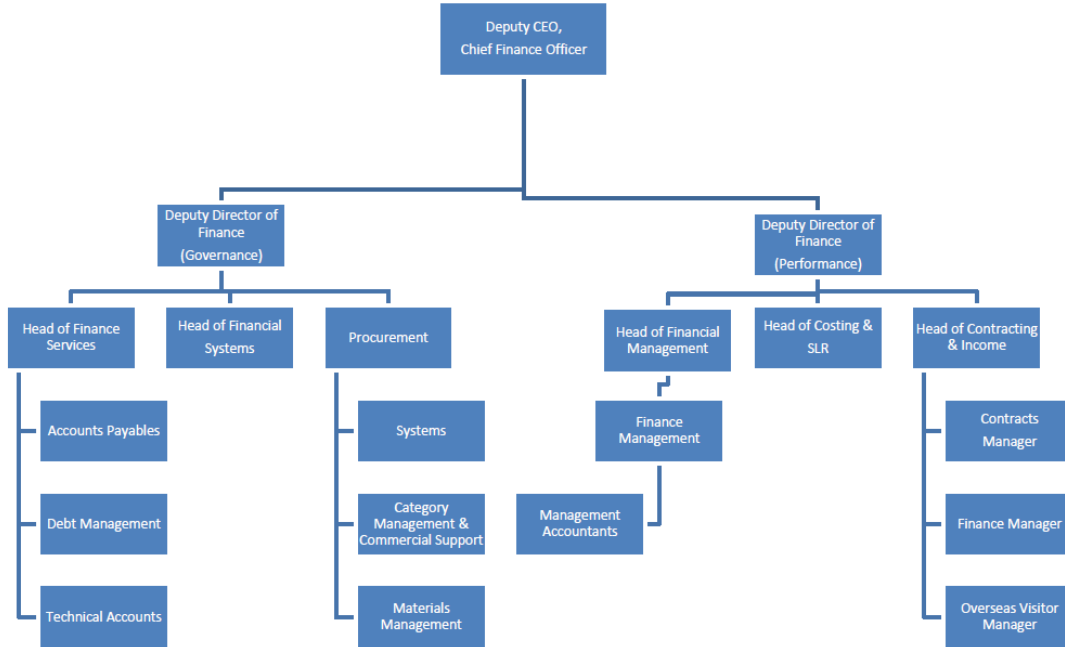 Deputy CEO,
Chief Finance Officer
Deputy Director of
Finance
(Governance)
Deputy Director of
Finance
(Performance)
Head of Finance
Services
Head of Financial
Systems
Procurement
Head of Financial
Management
Head of Costing &
SLR
Head of Contracting
& Income
Accounts Payables
Systems
Finance
Management
Contracts
Manager
Debt Management
Category
Management &
Commercial Support
Management
Accountants
Finance Manager
Technical Accounts
Materials
Management
Overseas Visitor
Manager